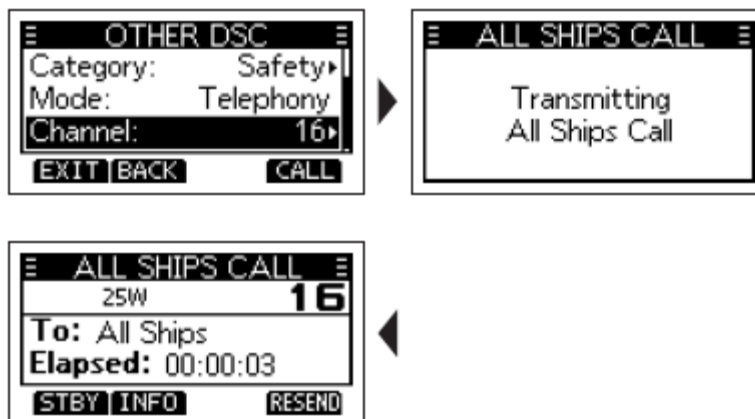 OTHER DSC
Category: Safety
Mode: Telephony
Channel: 16
EXIT BACK CALL
ALL SHIPS CALL
Transmitting
All Ships Call
ALL SHIPS CALL
25W 16
To: All Ships
Elapsed: 00:00:03
STBY INFO RESEND